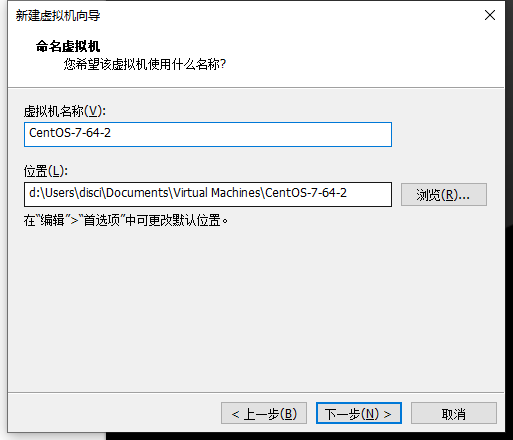 新建虚拟机向导
命名虚拟机
您希望该虚拟机使用什么名称?
虚拟机名称(V):
CentOS-7-64-2
位置(L):
d:\Users\disci\Documents\Virtual Machines\CentOS-7-64-2
浏览(R)...
在“编辑”>“首选项”中可更改默认位置。
< 上一步(B)
下一步(N) >
取消